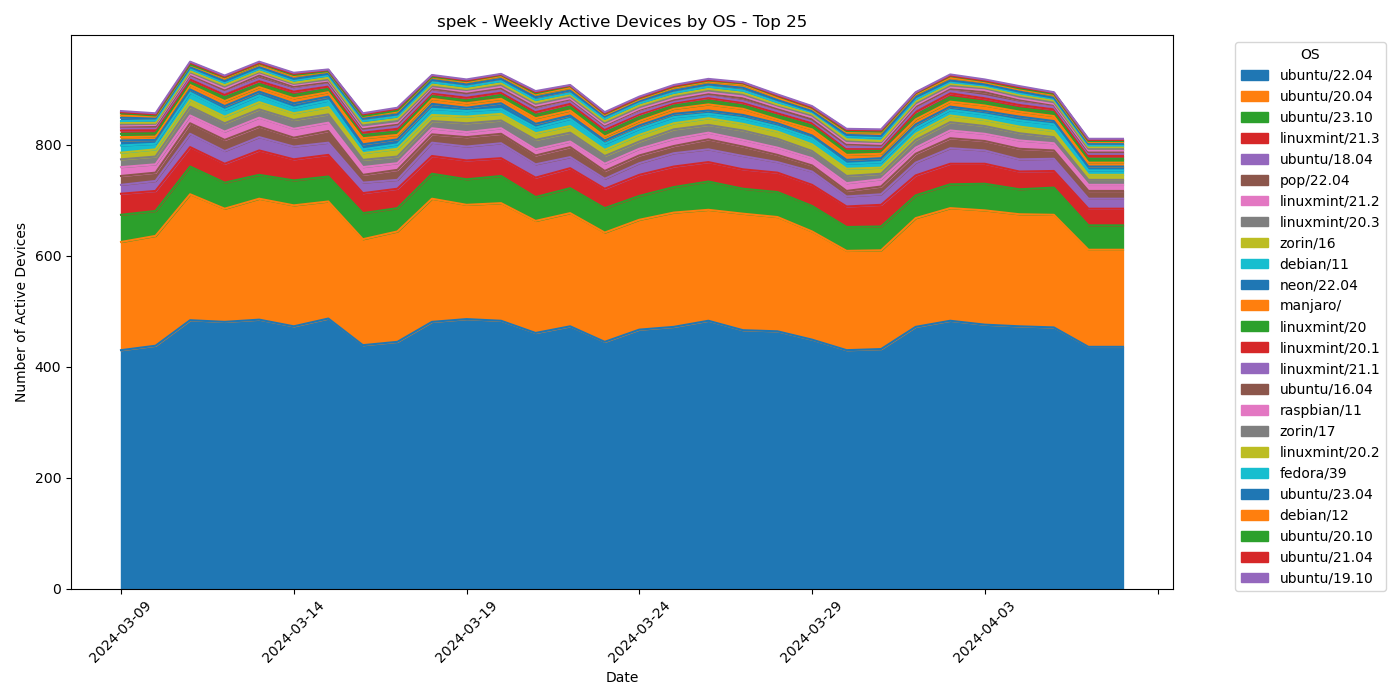 spek - Weekly Active Devices by OS - Top 25
Number of Active Devices
800
600
400
200
0
2024-03-09
2024-03-14
2024-03-19
2024-03-24
2024-03-29
2024-04-03
Date
OS
ubuntu/22.04
ubuntu/20.04
ubuntu/23.10
linuxmint/21.3
ubuntu/18.04
pop/22.04
linuxmint/21.2
linuxmint/20.3
zorin/16
debian/11
neon/22.04
manjaro/
linuxmint/20
linuxmint/20.1
linuxmint/21.1
ubuntu/16.04
raspbian/11
zorin/17
linuxmint/20.2
fedora/39
ubuntu/23.04
debian/12
ubuntu/20.10
ubuntu/21.04
ubuntu/19.10